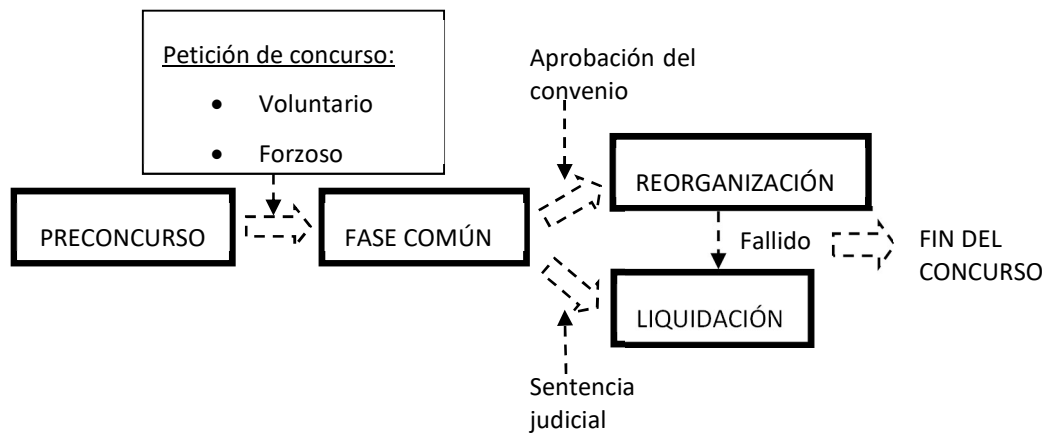 Petición de concurso:
• Voluntario
• Forzoso
Aprobación del
convenio
PRECONCURSO
FASE COMÚN
REORGANIZACIÓN
Fallido
LIQUIDACIÓN
FIN DEL
CONCURSO
Sentencia
judicial